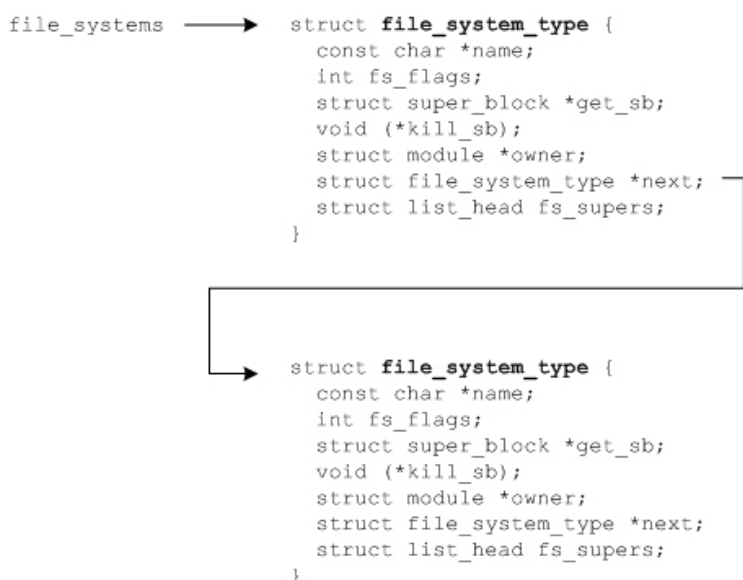 file_systems struct file_system_type {
const char *name;
int fs_flags;
struct super_block *get_sb;
void (*kill_sb);
struct module *owner;
struct file_system_type *next;
struct list_head fs_supers;
}
struct file_system_type {
const char *name;
int fs_flags;
struct super_block *get_sb;
void (*kill_sb);
struct module *owner;
struct file_system_type *next;
struct list_head fs_supers;
}